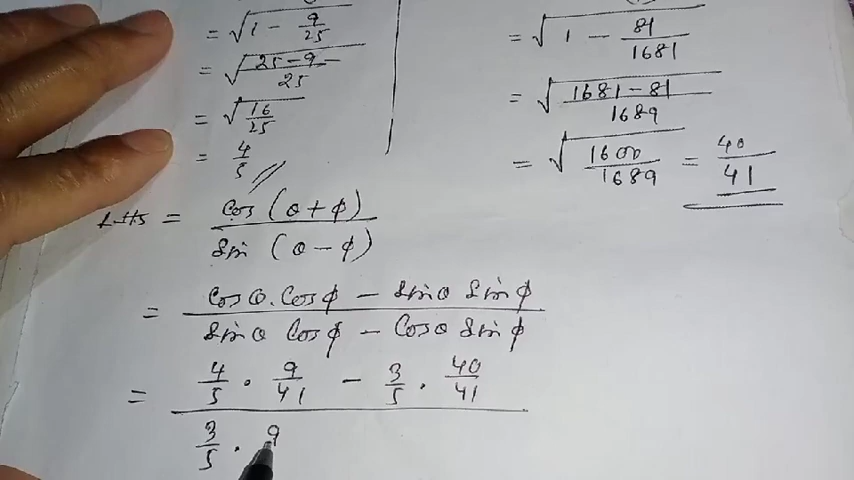 = √1 - 9/25
= √25-9/25
= √16/25
= 4/5
= √1 - 81/1681
= √1681-81/1689
= √1600/1689 = 40/41
LHS = cos (θ+φ)/sin (θ-φ)
= cosθ.cosφ - sinθ sinφ/sinθ cosφ - cosθ sinφ
= 4/5 . 9/41 - 3/5 . 40/41
3/5 . 9